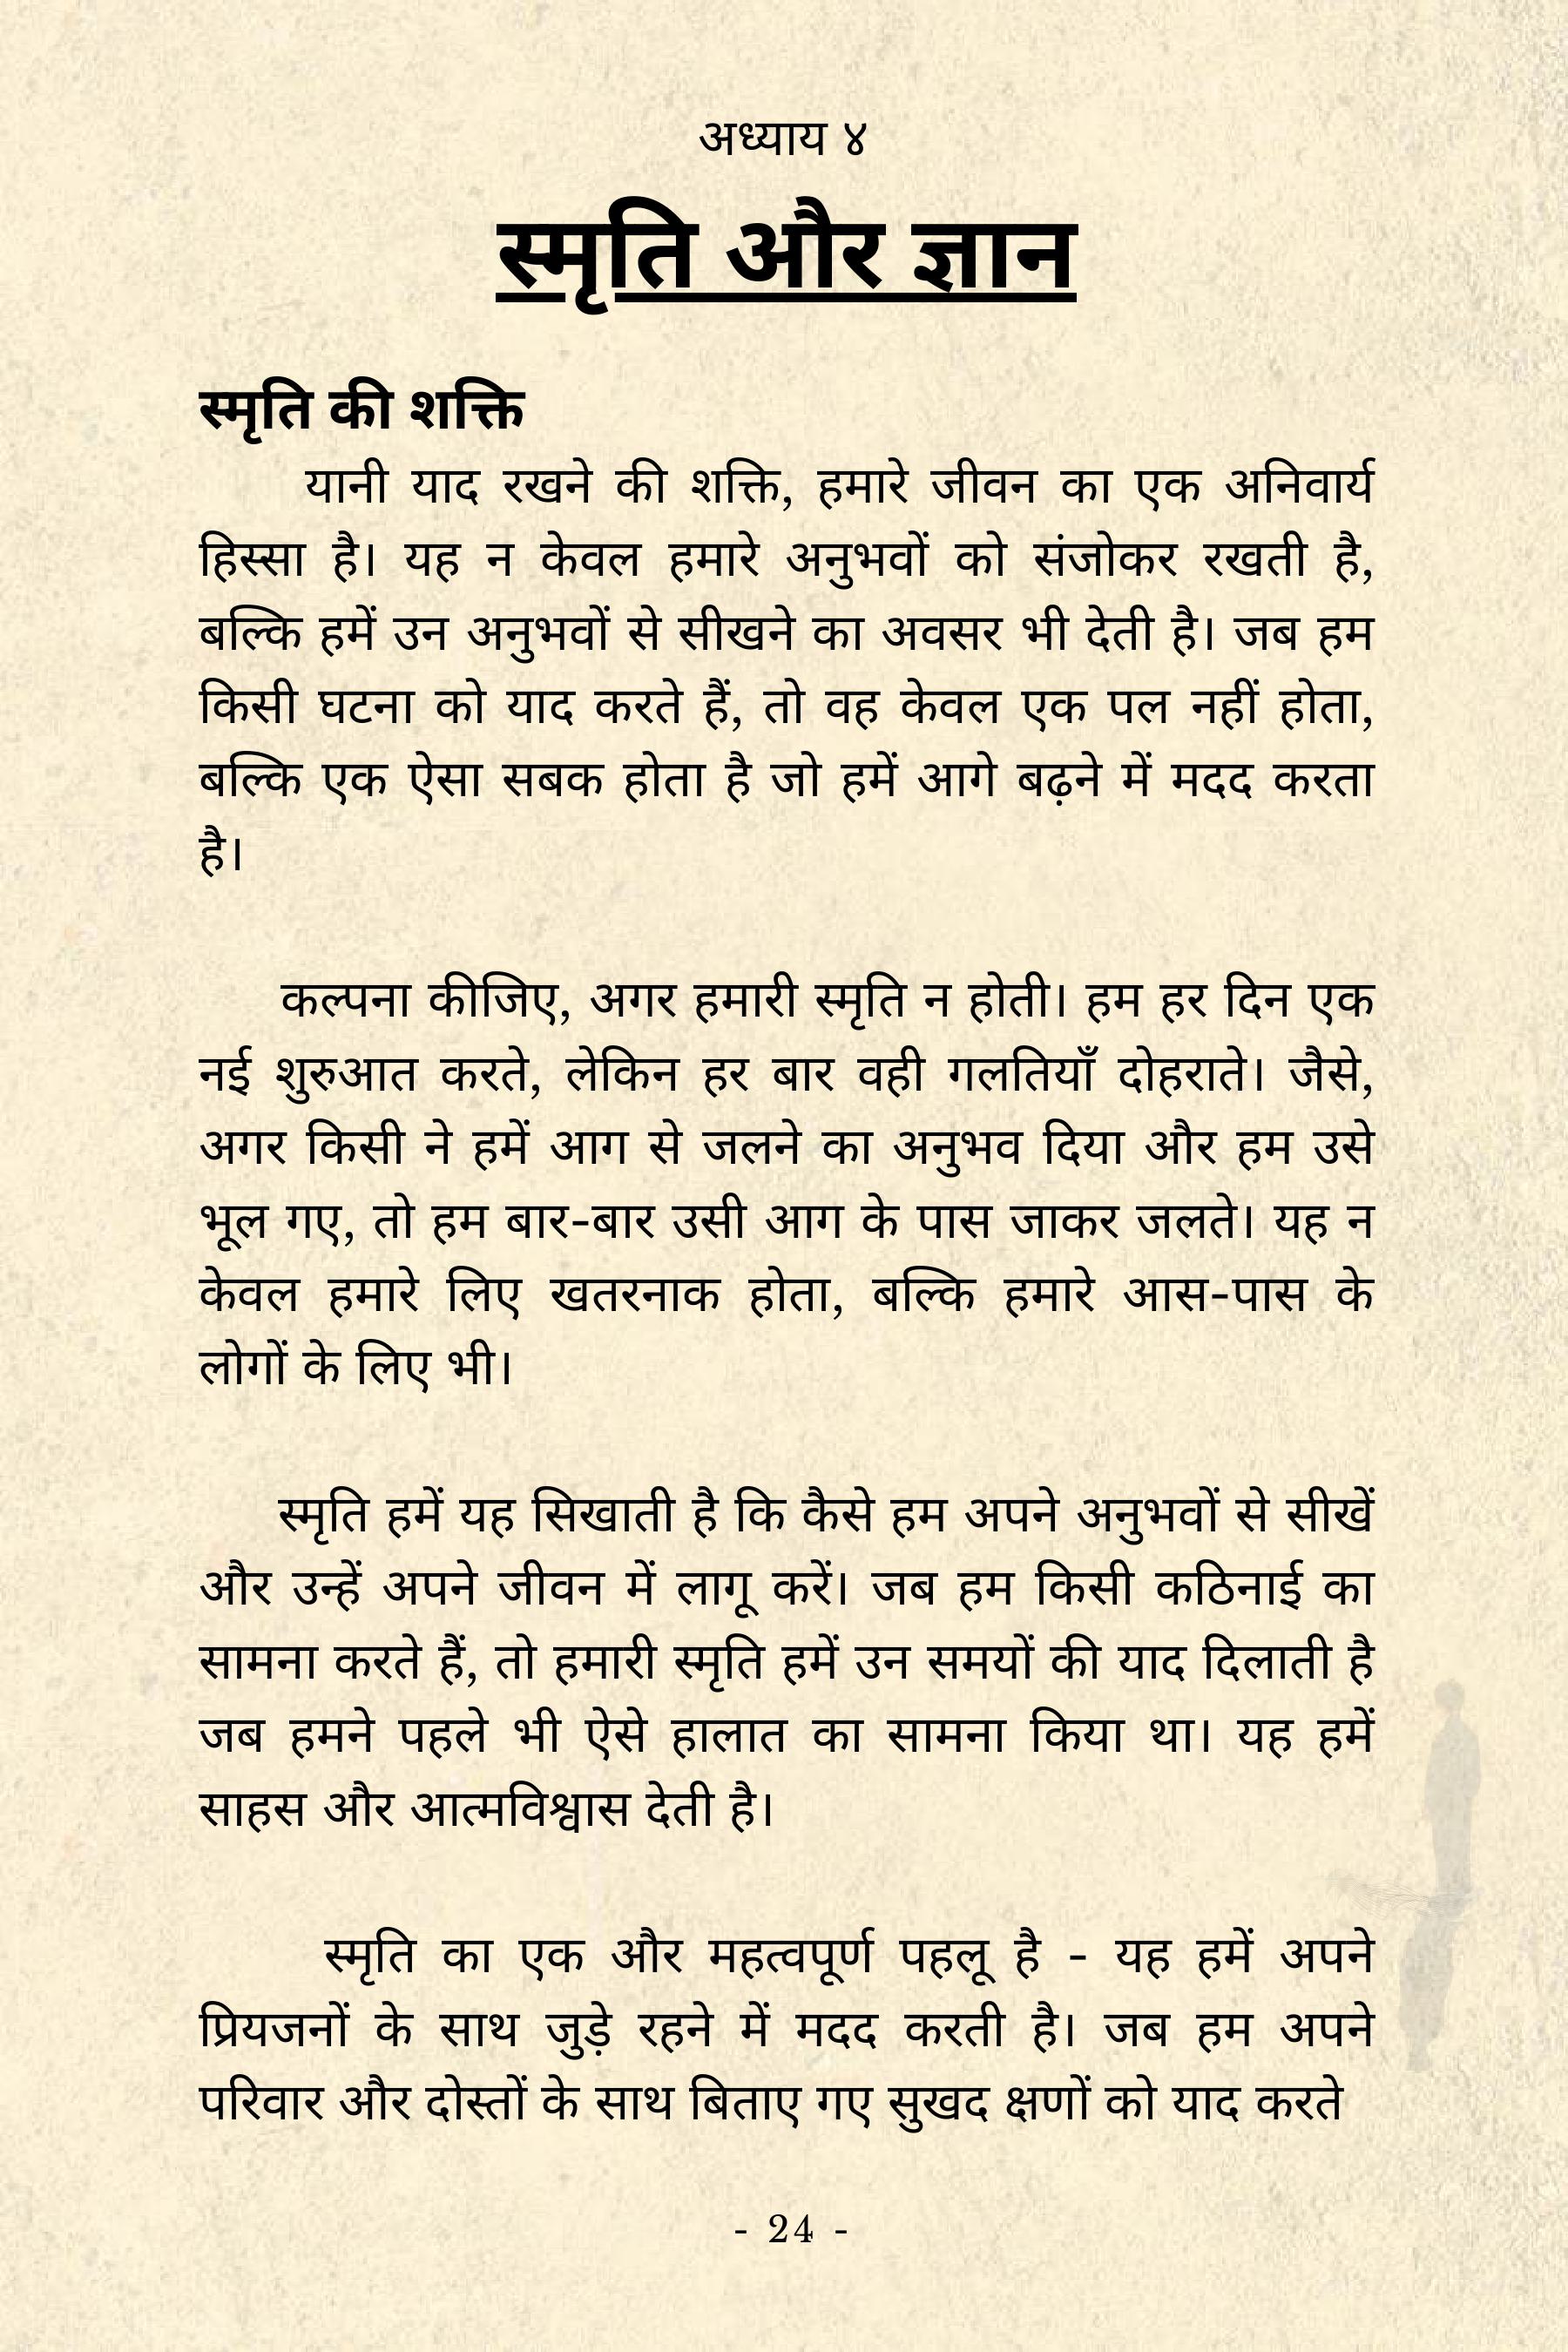 अध्याय ४
स्मृति और ज्ञान
स्मृति की शक्ति
यानी याद रखने की शक्ति, हमारे जीवन का एक अनिवार्य
हिस्सा है। यह न केवल हमारे अनुभवों को संजोकर रखती है,
बल्कि हमें उन अनुभवों से सीखने का अवसर भी देती है। जब हम
किसी घटना को याद करते हैं, तो वह केवल एक पल नहीं होता,
बल्कि एक ऐसा सबक होता है जो हमें आगे बढ़ने में मदद करता
है।
कल्पना कीजिए, अगर हमारी स्मृति न होती। हम हर दिन एक
नई शुरुआत करते, लेकिन हर बार वही गलतियाँ दोहराते। जैसे,
अगर किसी ने हमें आग से जलने का अनुभव दिया और हम उसे
भूल गए, तो हम बार-बार उसी आग के पास जाकर जलते। यह न
केवल हमारे लिए खतरनाक होता, बल्कि हमारे आस-पास के
लोगों के लिए भी।
स्मृति हमें यह सिखाती है कि कैसे हम अपने अनुभवों से सीखें
और उन्हें अपने जीवन में लागू करें। जब हम किसी कठिनाई का
सामना करते हैं, तो हमारी स्मृति हमें उन समयों की याद दिलाती है
जब हमने पहले भी ऐसे हालात का सामना किया था। यह हमें
साहस और आत्मविश्वास देती है।
स्मृति का एक और महत्वपूर्ण पहलू है - यह हमें अपने
प्रियजनों के साथ जुड़े रहने में मदद करती है। जब हम अपने
परिवार और दोस्तों के साथ बिताए गए सुखद क्षणों को याद करते
- 24 -